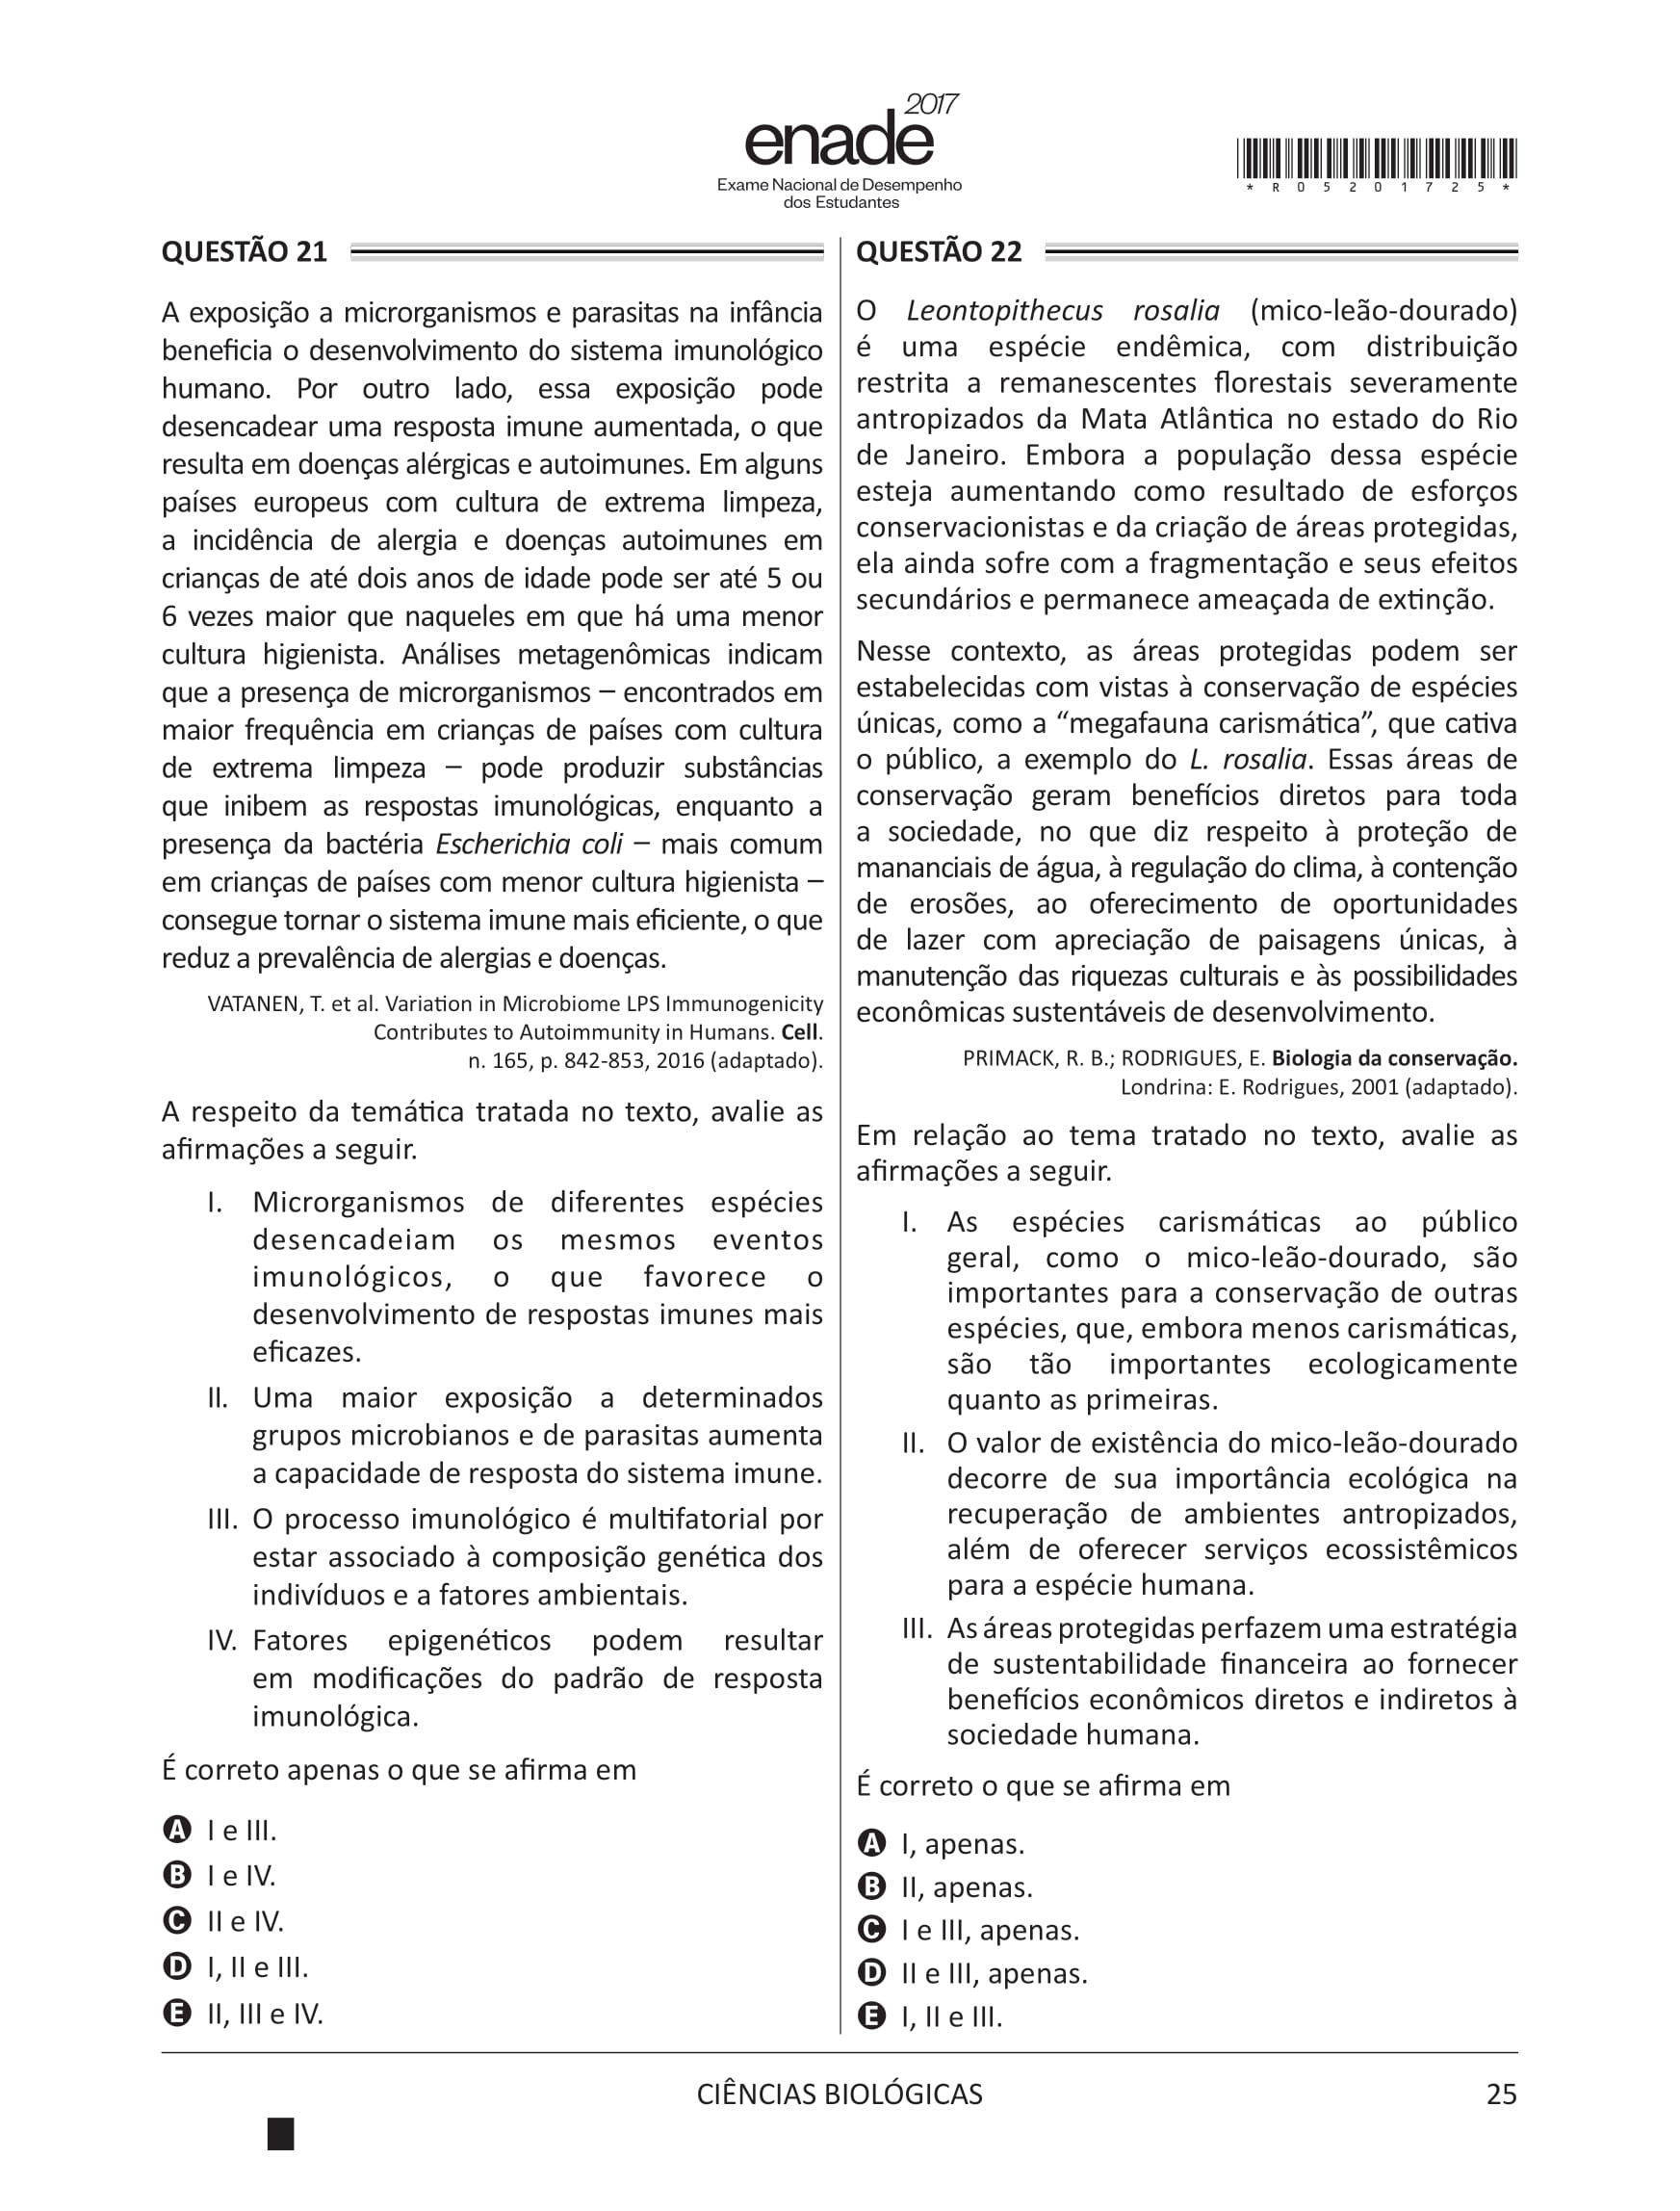 2017
enade
Exame Nacional de Desempenho
dos Estudantes
* R 0 5 2 0 1 7 2 5 *
QUESTÃO 21
A exposição a microrganismos e parasitas na infância
beneficia o desenvolvimento do sistema imunológico
humano. Por outro lado, essa exposição pode
desencadear uma resposta imune aumentada, o que
resulta em doenças alérgicas e autoimunes. Em alguns
países europeus com cultura de extrema limpeza,
a incidência de alergia e doenças autoimunes em
crianças de até dois anos de idade pode ser até 5 ou
6 vezes maior que naqueles em que há uma menor
cultura higienista. Análises metagenômicas indicam
que a presença de microrganismos – encontrados em
maior frequência em crianças de países com cultura
de extrema limpeza – pode produzir substâncias
que inibem as respostas imunológicas, enquanto a
presença da bactéria Escherichia coli – mais comum
em crianças de países com menor cultura higienista –
consegue tornar o sistema imune mais eficiente, o que
reduz a prevalência de alergias e doenças.
VATANEN, T. et al. Variation in Microbiome LPS Immunogenicity
Contributes to Autoimmunity in Humans. Cell.
n. 165, p. 842-853, 2016 (adaptado).
A respeito da temática tratada no texto, avalie as
afirmações a seguir.
I. Microrganismos de diferentes espécies
desencadeiam os mesmos eventos
imunológicos, o que favorece o
desenvolvimento de respostas imunes mais
eficazes.
II. Uma maior exposição a determinados
grupos microbianos e de parasitas aumenta
a capacidade de resposta do sistema imune.
III. O processo imunológico é multifatorial por
estar associado à composição genética dos
indivíduos e a fatores ambientais.
IV. Fatores epigenéticos podem resultar
em modificações do padrão de resposta
imunológica.
É correto apenas o que se afirma em
A I e III.
B I e IV.
C II e IV.
D I, II e III.
E II, III e IV.
QUESTÃO 22
O Leontopithecus rosalia (mico-leão-dourado)
é uma espécie endêmica, com distribuição
restrita a remanescentes florestais severamente
antropizados da Mata Atlântica no estado do Rio
de Janeiro. Embora a população dessa espécie
esteja aumentando como resultado de esforços
conservacionistas e da criação de áreas protegidas,
ela ainda sofre com a fragmentação e seus efeitos
secundários e permanece ameaçada de extinção.
Nesse contexto, as áreas protegidas podem ser
estabelecidas com vistas à conservação de espécies
únicas, como a “megafauna carismática”, que cativa
o público, a exemplo do L. rosalia. Essas áreas de
conservação geram benefícios diretos para toda
a sociedade, no que diz respeito à proteção de
mananciais de água, à regulação do clima, à contenção
de erosões, ao oferecimento de oportunidades
de lazer com apreciação de paisagens únicas, à
manutenção das riquezas culturais e às possibilidades
econômicas sustentáveis de desenvolvimento.
PRIMACK, R. B.; RODRIGUES, E. Biologia da conservação.
Londrina: E. Rodrigues, 2001 (adaptado).
Em relação ao tema tratado no texto, avalie as
afirmações a seguir.
I. As espécies carismáticas ao público
geral, como o mico-leão-dourado, são
importantes para a conservação de outras
espécies, que, embora menos carismáticas,
são tão importantes ecologicamente
quanto as primeiras.
II. O valor de existência do mico-leão-dourado
decorre de sua importância ecológica na
recuperação de ambientes antropizados,
além de oferecer serviços ecossistêmicos
para a espécie humana.
III. As áreas protegidas perfazem uma estratégia
de sustentabilidade financeira ao fornecer
benefícios econômicos diretos e indiretos à
sociedade humana.
É correto o que se afirma em
A I, apenas.
B II, apenas.
C I e III, apenas.
D II e III, apenas.
E I, II e III.
CIÊNCIAS BIOLÓGICAS
25